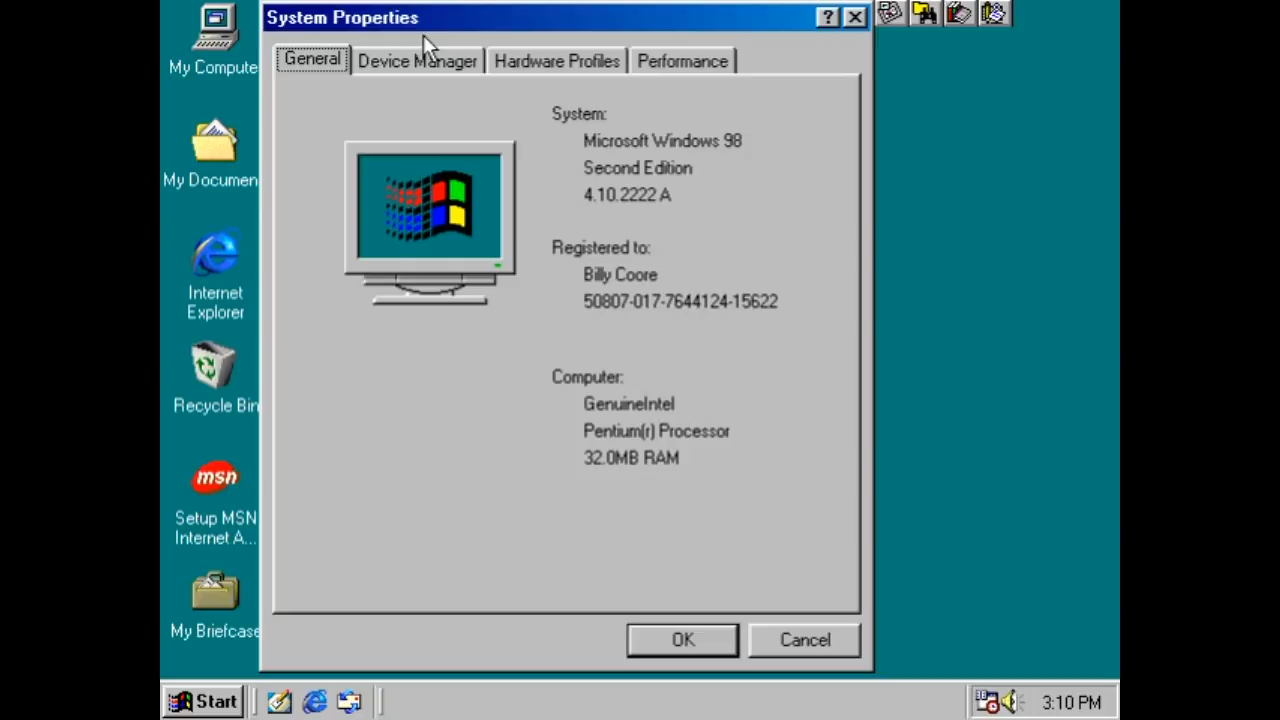 System Properties
General
Device Manager
Hardware Profiles
Performance
System:
Microsoft Windows 98
Second Edition
4.10.2222 A
Registered to:
Billy Coore
50807-017-7644124-15622
Computer:
GenuineIntel
Pentium(r) Processor
32.0MB RAM
OK
Cancel
My Compute
My Documen
Internet
Explorer
Recycle Bin
msn
Setup MSN
Internet A...
My Briefcase
Start
3:10 PM